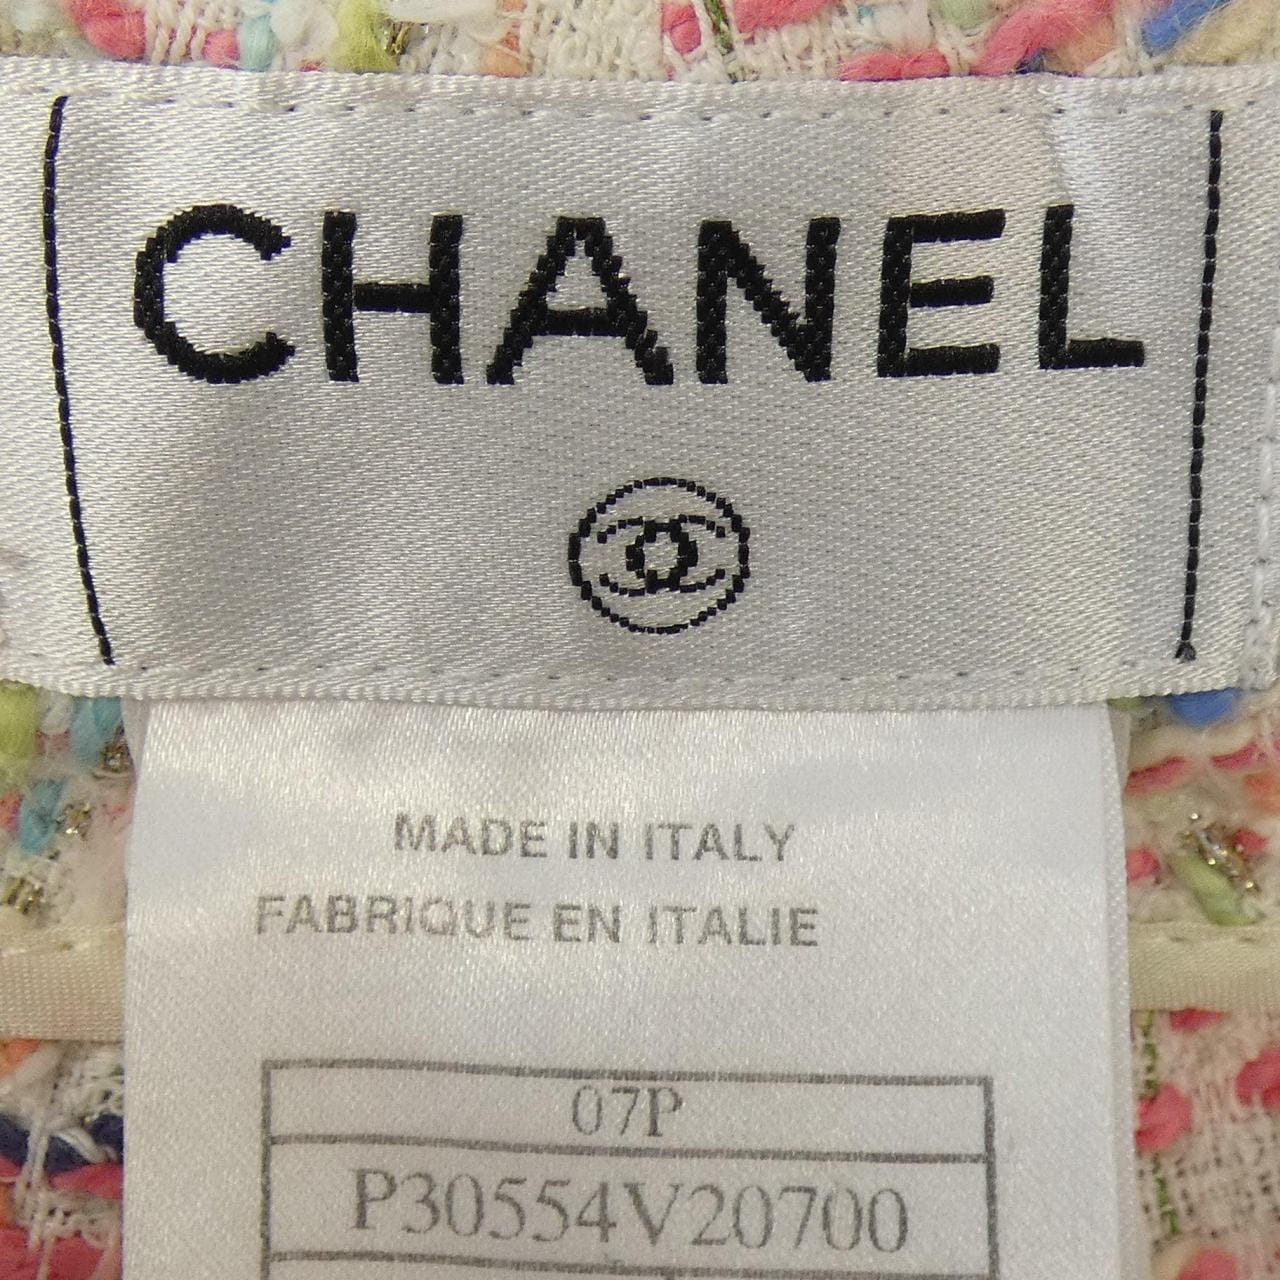 CHANEL
MADE IN ITALY
FABRIQUE EN ITALIE
07P
P30554V20700